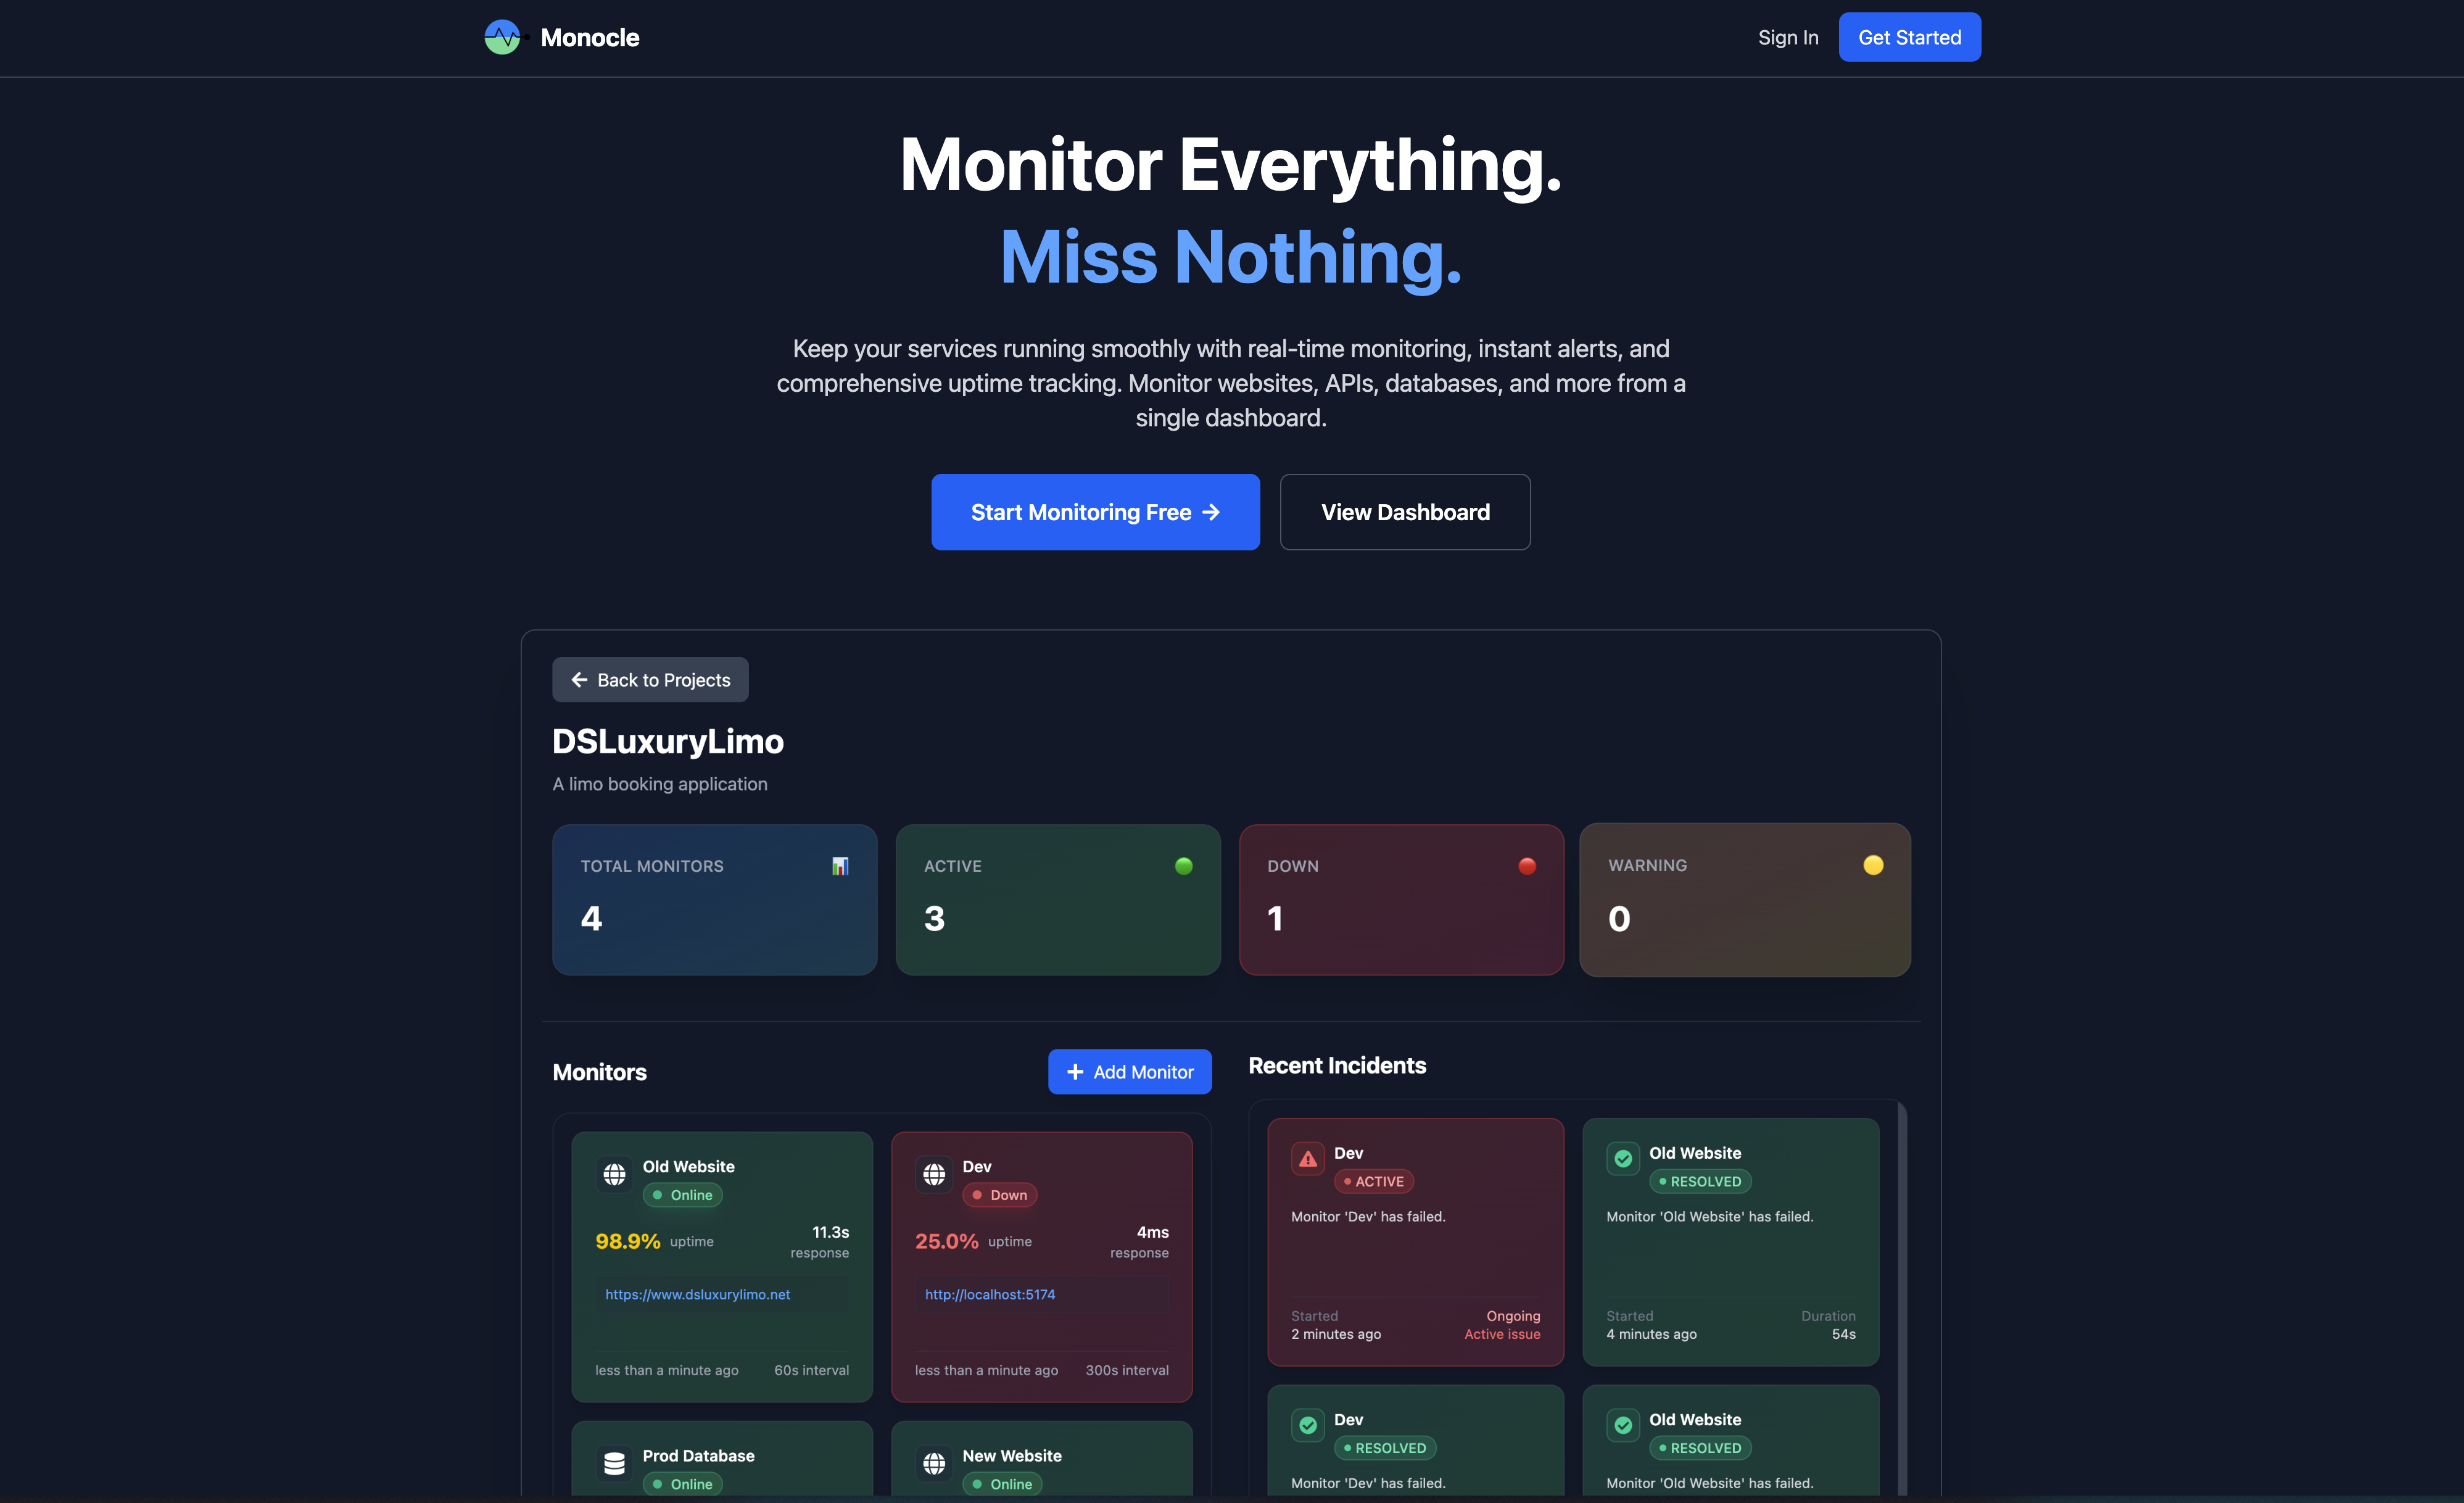 Monocle
Sign In
Get Started
Monitor Everything.
Miss Nothing.
Keep your services running smoothly with real-time monitoring, instant alerts, and
comprehensive uptime tracking. Monitor websites, APIs, databases, and more from a
single dashboard.
Start Monitoring Free →
View Dashboard
← Back to Projects
DSLuxuryLimo
A limo booking application
TOTAL MONITORS
4
ACTIVE
3
DOWN
1
WARNING
0
Monitors
+ Add Monitor
Old Website
Online
98.9% uptime
11.3s
response
https://www.dsluxurylimo.net
less than a minute ago
60s interval
Dev
Down
25.0% uptime
4ms
response
http://localhost:5174
less than a minute ago
300s interval
Prod Database
Online
New Website
Online
Recent Incidents
Dev
ACTIVE
Monitor 'Dev' has failed.
Started
2 minutes ago
Ongoing
Active issue
Old Website
RESOLVED
Monitor 'Old Website' has failed.
Started
4 minutes ago
Duration
54s
Dev
RESOLVED
Monitor 'Dev' has failed.
Old Website
RESOLVED
Monitor 'Old Website' has failed.